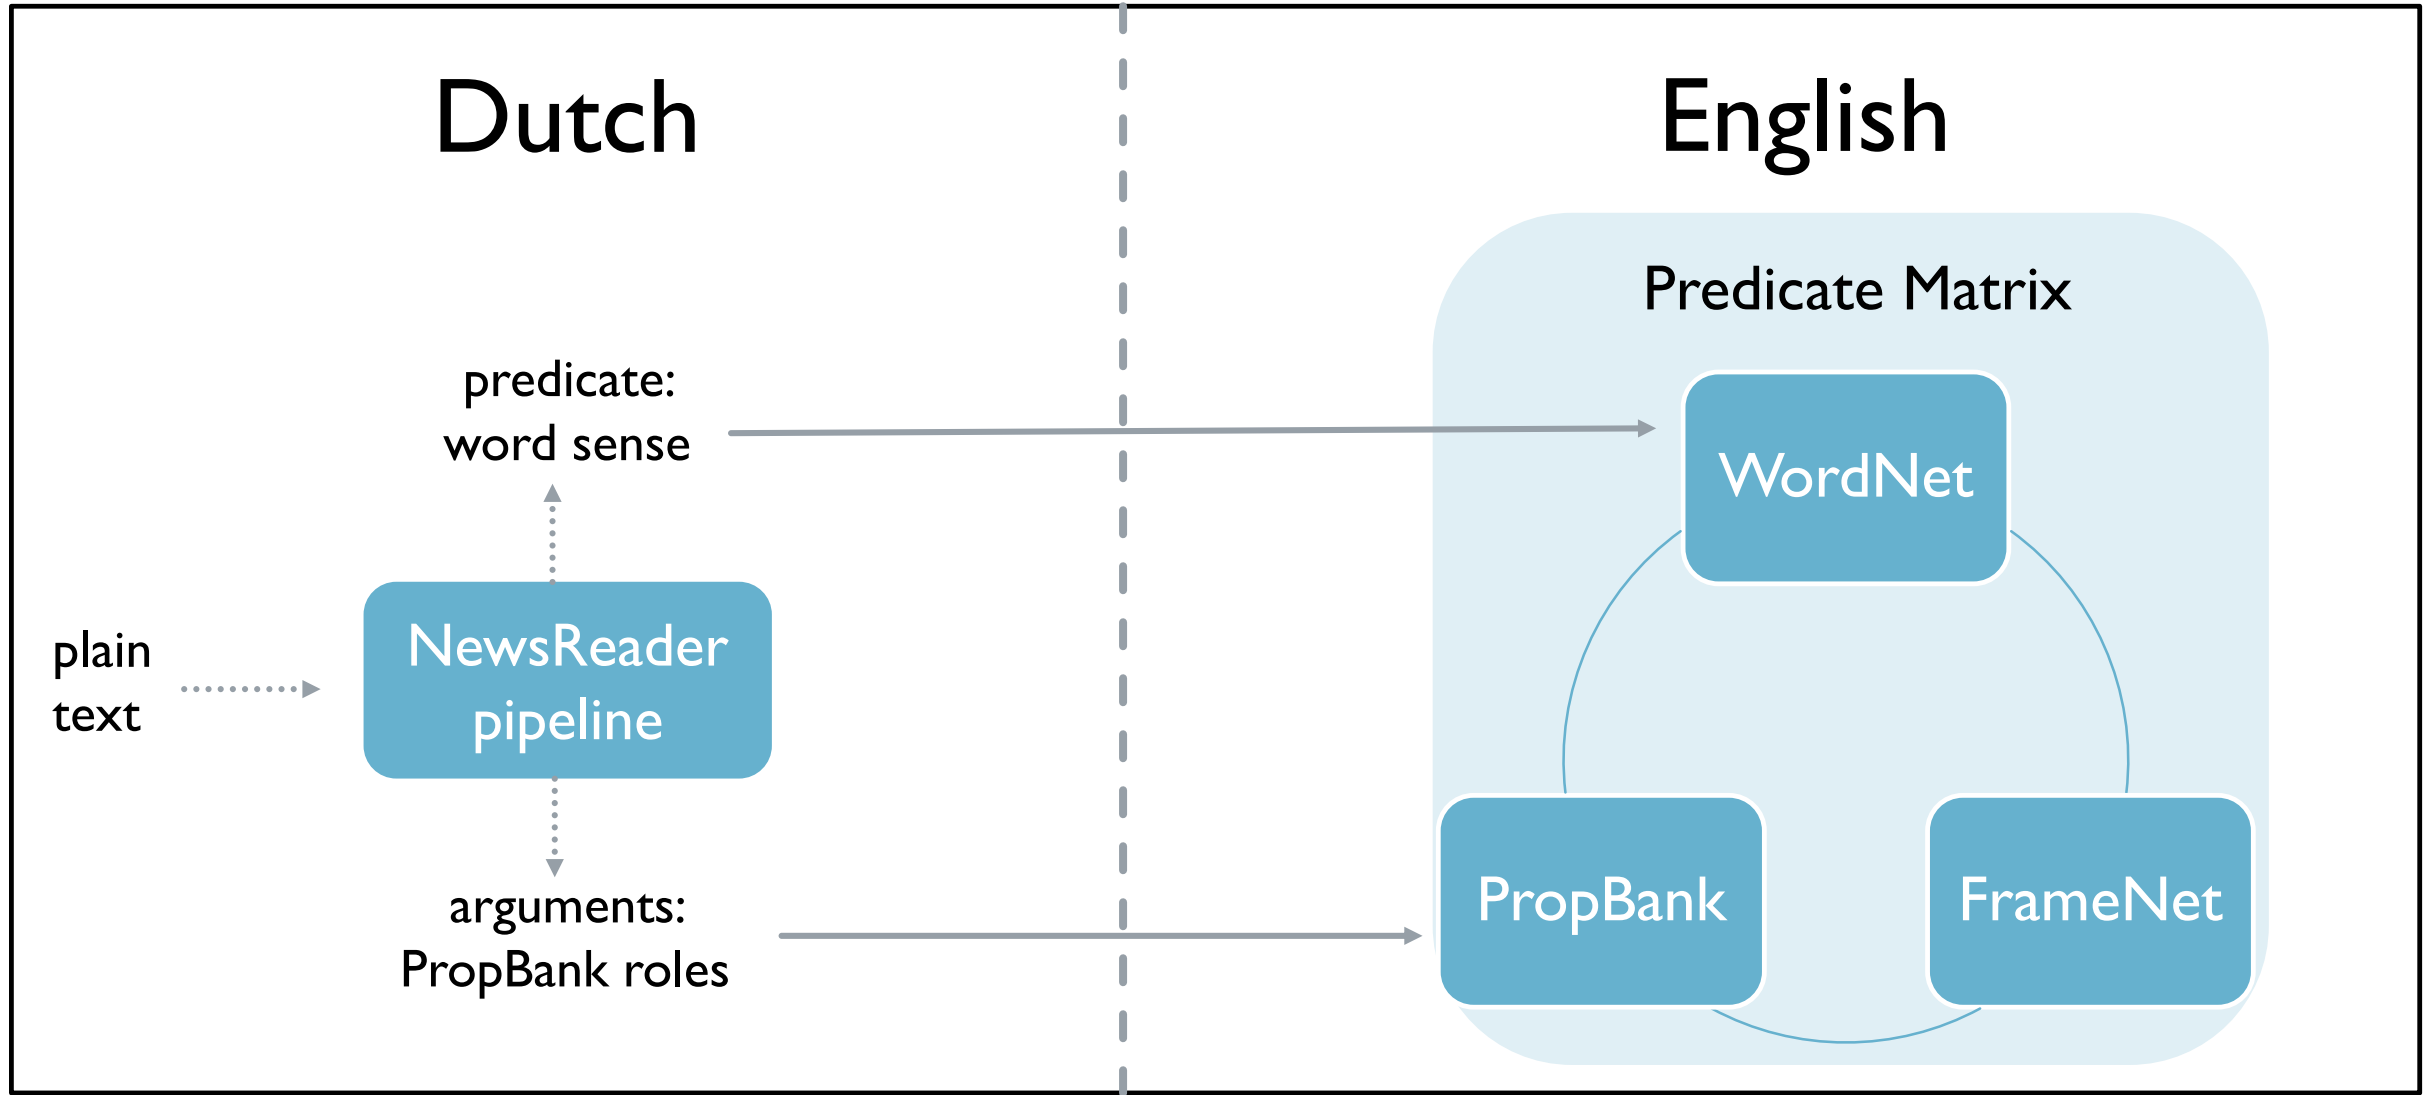 Dutch
English
Predicate Matrix
predicate:
word sense
WordNet
plain
text
NewsReader
pipeline
arguments:
PropBank roles
PropBank
FrameNet